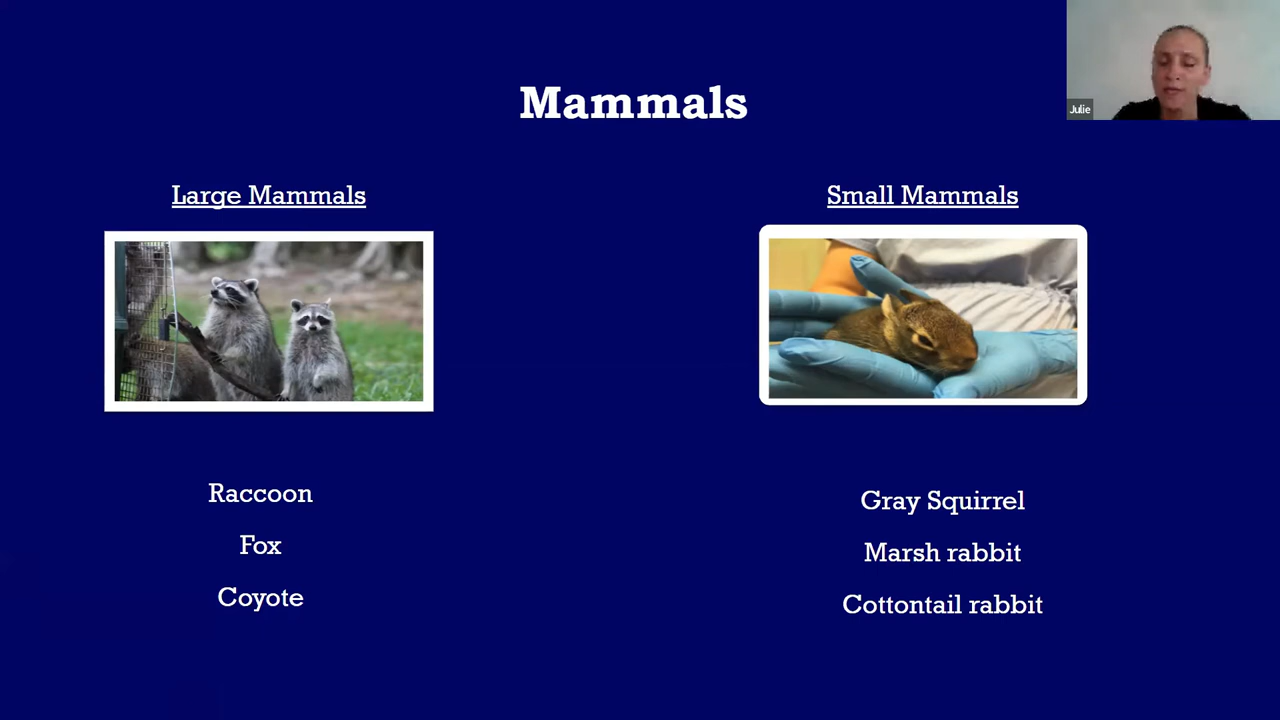 Mammals
Julie
Large Mammals
Small Mammals
Raccoon
Fox
Coyote
Gray Squirrel
Marsh rabbit
Cottontail rabbit